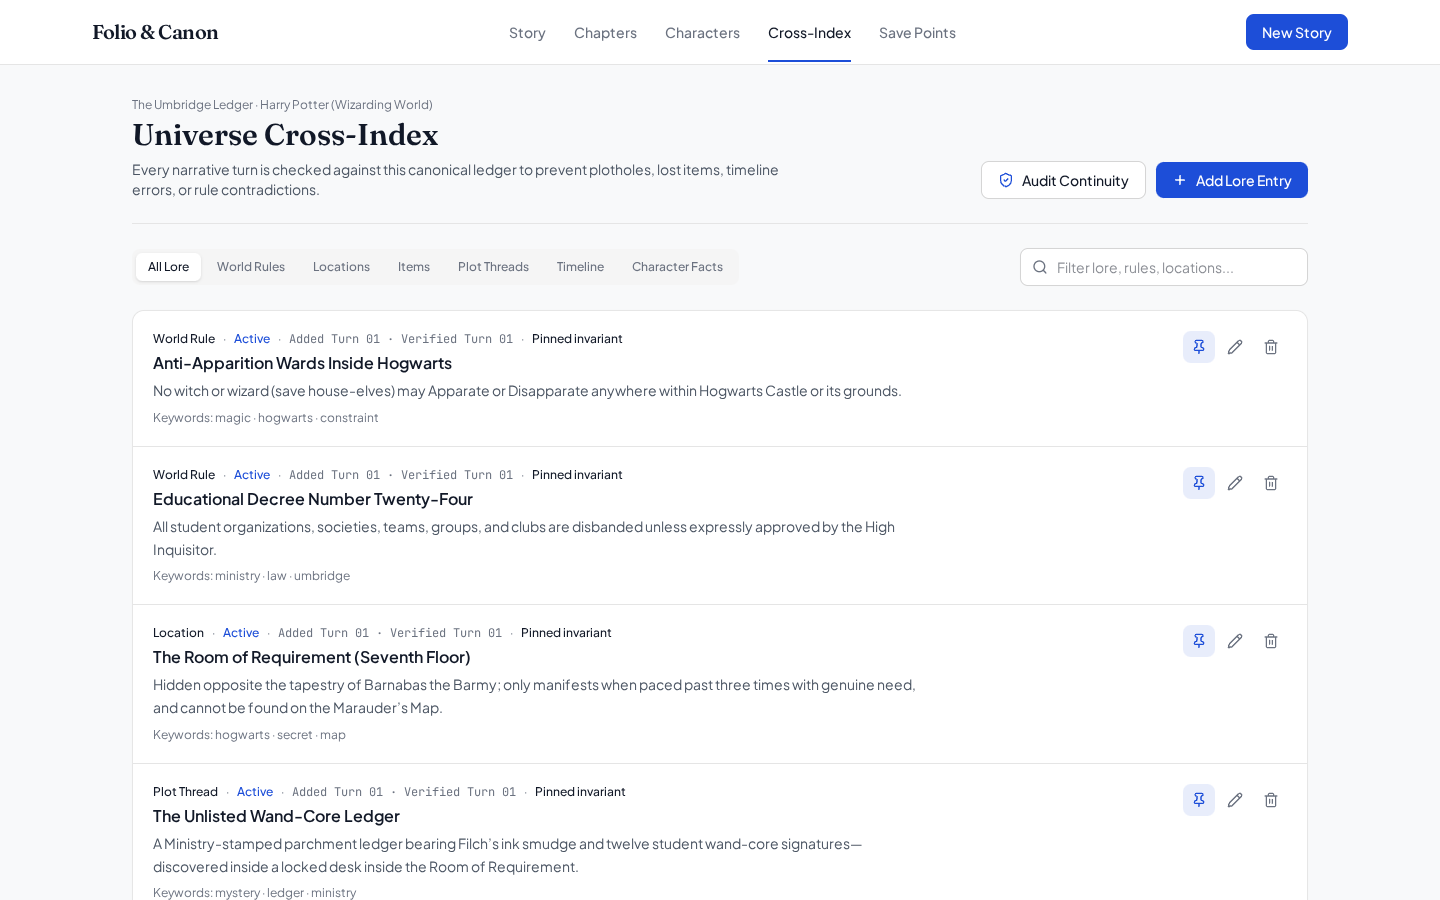 Folio & Canon
Story
Chapters
Characters
Cross-Index
Save Points
New Story
The Umbridge Ledger · Harry Potter (Wizarding World)
Universe Cross-Index
Every narrative turn is checked against this canonical ledger to prevent plotholes, lost items, timeline
errors, or rule contradictions.
Audit Continuity
Add Lore Entry
All Lore
World Rules
Locations
Items
Plot Threads
Timeline
Character Facts
Filter lore, rules, locations...
World Rule · Active · Added Turn 01 · Verified Turn 01 · Pinned invariant
Anti-Apparition Wards Inside Hogwarts
No witch or wizard (save house-elves) may Apparate or Disapparate anywhere within Hogwarts Castle or its grounds.
Keywords: magic · hogwarts · constraint
World Rule · Active · Added Turn 01 · Verified Turn 01 · Pinned invariant
Educational Decree Number Twenty-Four
All student organizations, societies, teams, groups, and clubs are disbanded unless expressly approved by the High
Inquisitor.
Keywords: ministry · law · umbridge
Location · Active · Added Turn 01 · Verified Turn 01 · Pinned invariant
The Room of Requirement (Seventh Floor)
Hidden opposite the tapestry of Barnabas the Barmy; only manifests when paced past three times with genuine need,
and cannot be found on the Marauder's Map.
Keywords: hogwarts · secret · map
Plot Thread · Active · Added Turn 01 · Verified Turn 01 · Pinned invariant
The Unlisted Wand-Core Ledger
A Ministry-stamped parchment ledger bearing Filch's ink smudge and twelve student wand-core signatures—
discovered inside a locked desk inside the Room of Requirement.
Keywords: mystery · ledger · ministry